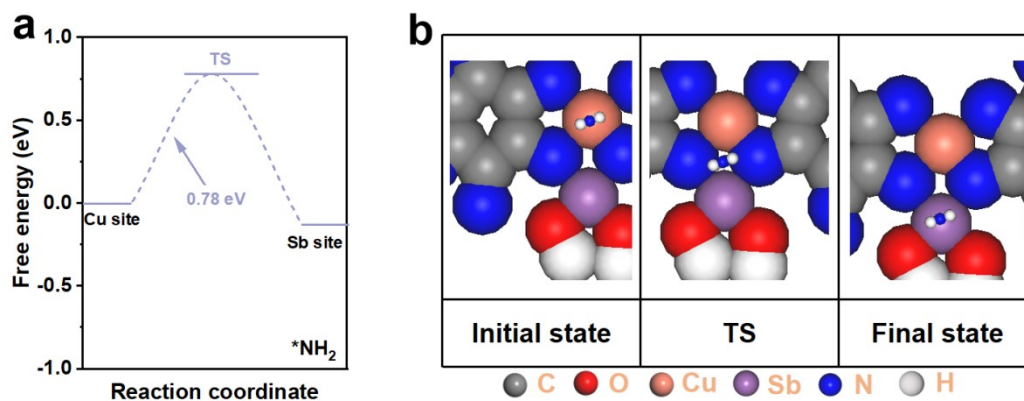 a
1.0
0.5
0.0
-0.5
-1.0
Free energy (eV)
TS
0.78 eV
Cu site
Sb site
*NH₂
Reaction coordinate
b
Initial state
TS
Final state
C O Cu Sb N H